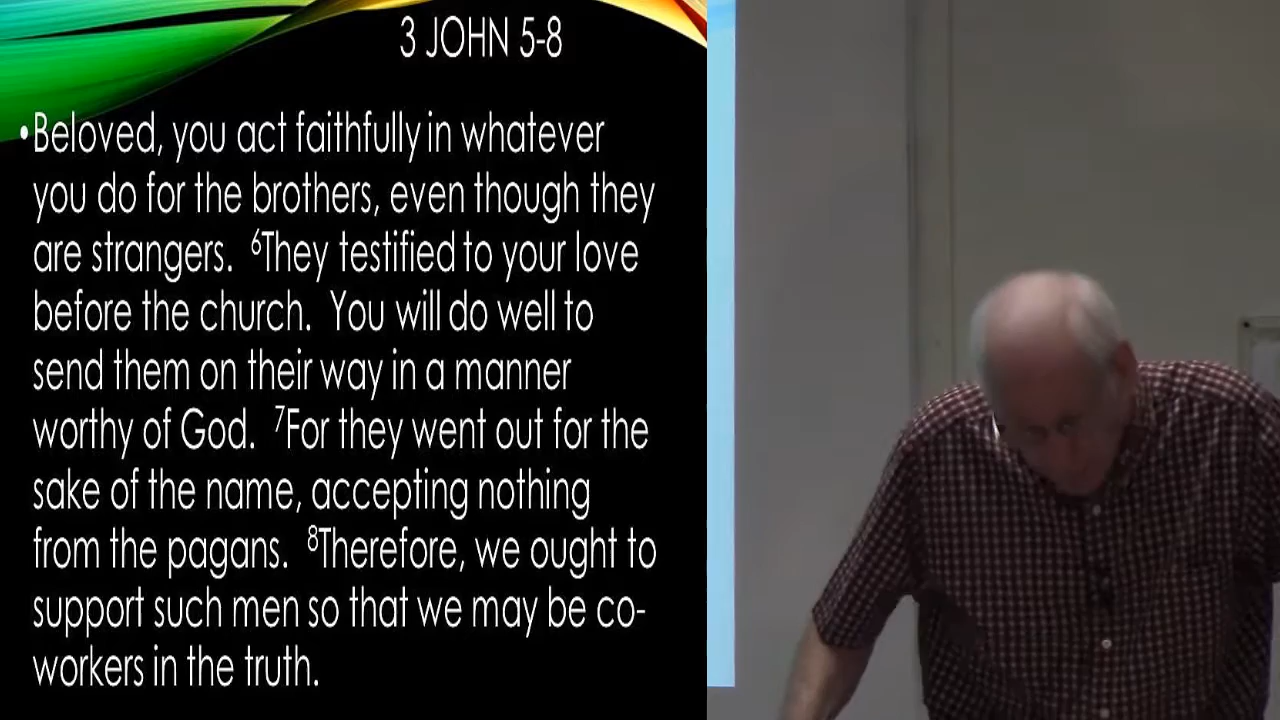 3 JOHN 5-8
•Beloved, you act faithfully in whatever
you do for the brothers, even though they
are strangers. ⁶They testified to your love
before the church. You will do well to
send them on their way in a manner
worthy of God. ⁷For they went out for the
sake of the name, accepting nothing
from the pagans. ⁸Therefore, we ought to
support such men so that we may be co-
workers in the truth.